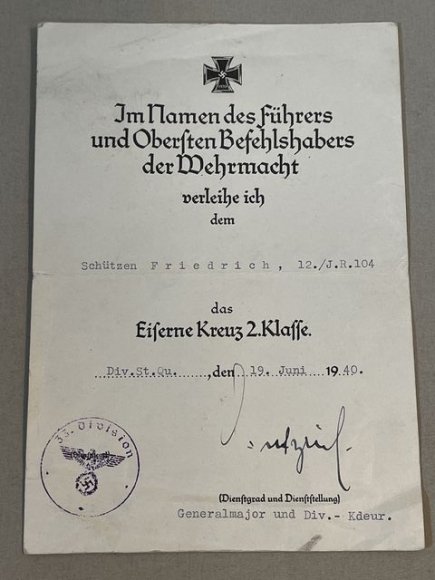 Im Namen des Führers
und Obersten Befehlshabers
der Wehrmacht
verleihe ich
dem
Schützen Friedrich, 12./J.R.104
das
Eiserne Kreuz 2.Klasse.
Div.St.Qu. ,den 19. Juni 1940.
33. Division
(Dienstgrad und Dienststellung)
Generalmajor und Div.- Kdeur.